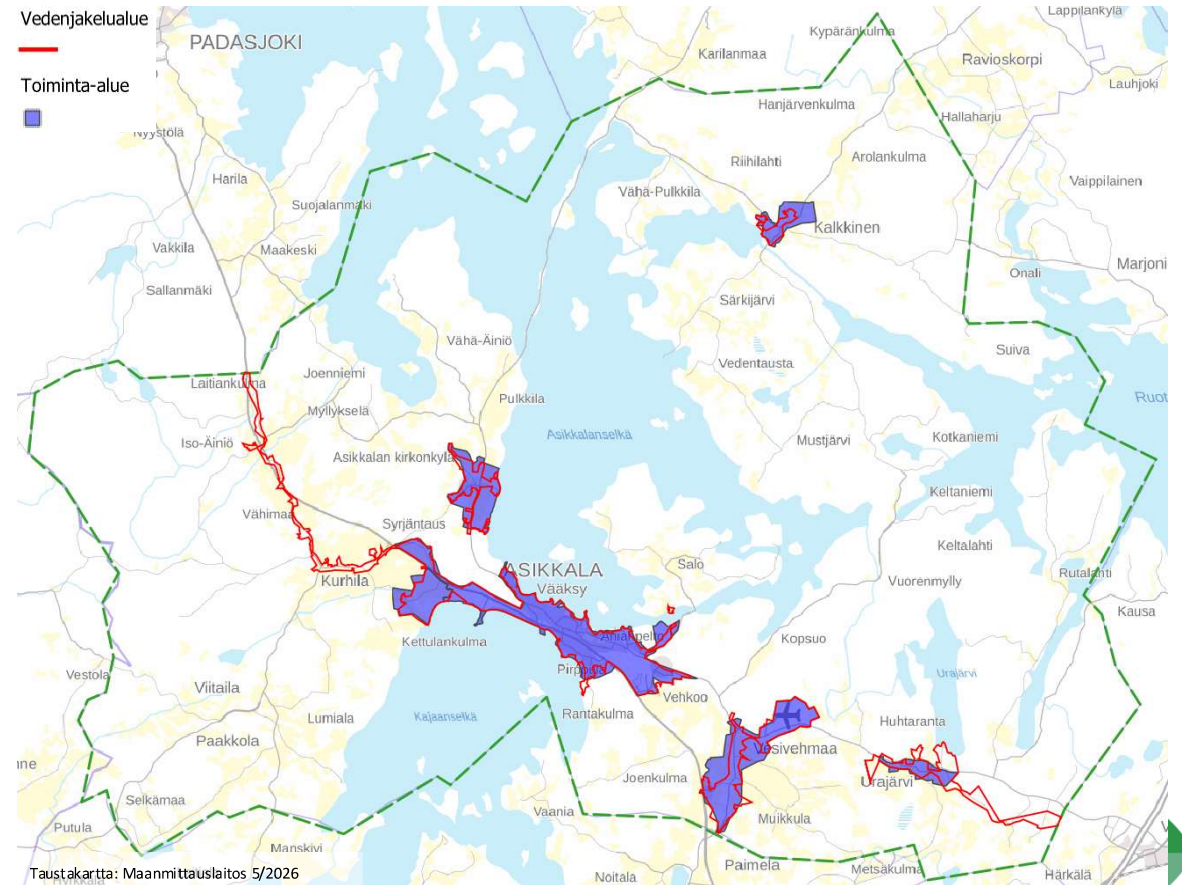 Vedenjakelualue
Toiminta-alue
PADASJOKI
Lappilankylä
Kypäränkulma
Karilanmaa
Ravioskorpi
Lauhjoki
Hanjärvenkulma
Hallaharju
Nyystölä
Riihilahti
Arolankulma
Harila
Vähä-Pulkkila
Vaippilainen
Suojalanmäki
Kalkkinen
Vakkila
Maakeski
Marjoni
Onali
Sallanmäki
Särkijärvi
Vähä-Äiniö
Suiva
Vedentausta
Laitiankulma
Joenniemi
Pulkkila
Ruot
Myllykselä
Asikkalanselkä
Iso-Äiniö
Mustjärvi
Kotkaniemi
Asikkalan kirkonkylä
Keltaniemi
Vähimaa
Syrjäntaus
Keltalahti
ASIKKALA
Salo
Rutalahti
Kurhila
Vääksy
Vuorenmylly
Kausa
Kettulankulma
Anianpelto
Kopsuo
Vestola
Urajärvi
Viitaila
Vehkoo
Lumiala
Kajaanselkä
Rantakulma
Huhtaranta
Paakkola
Vesivehmaa
Joenkulma
Urajärvi
Selkämaa
Vaania
Muikkula
Putula
Manskivi
Paimela
Metsäkulma
Noitala
Härkälä
Taustakartta: Maanmittauslaitos 5/2026